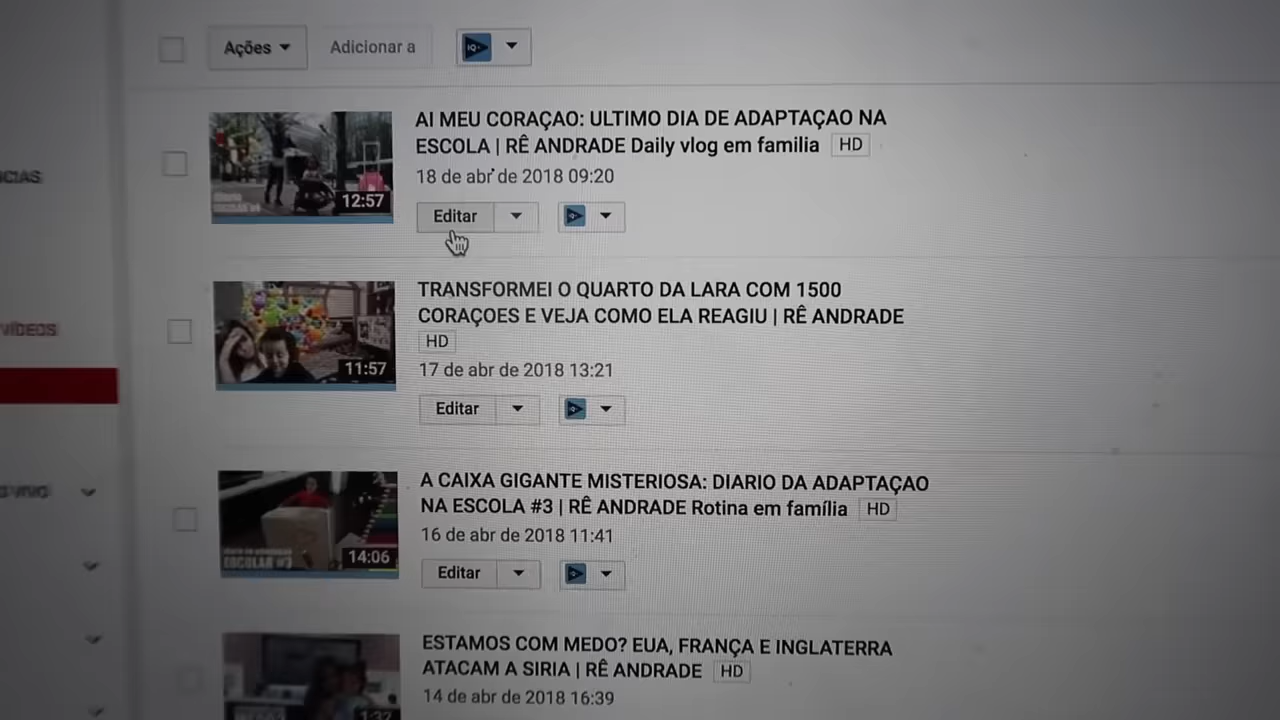 Ações
Adicionar a
IQ+
AI MEU CORAÇAO: ULTIMO DIA DE ADAPTAÇAO NA
ESCOLA | RÊ ANDRADE Daily vlog em familia HD
18 de abr de 2018 09:20
12:57
Editar
TRANSFORMEI O QUARTO DA LARA COM 1500
CORAÇOES E VEJA COMO ELA REAGIU | RÊ ANDRADE
HD
VÍDEOS
17 de abr de 2018 13:21
11:57
Editar
A CAIXA GIGANTE MISTERIOSA: DIARIO DA ADAPTAÇAO
NA ESCOLA #3 | RÊ ANDRADE Rotina em família HD
16 de abr de 2018 11:41
ESCOLAR #3
14:06
Editar
ESTAMOS COM MEDO? EUA, FRANÇA E INGLATERRA
ATACAM A SIRIA | RÊ ANDRADE HD
14 de abr de 2018 16:39